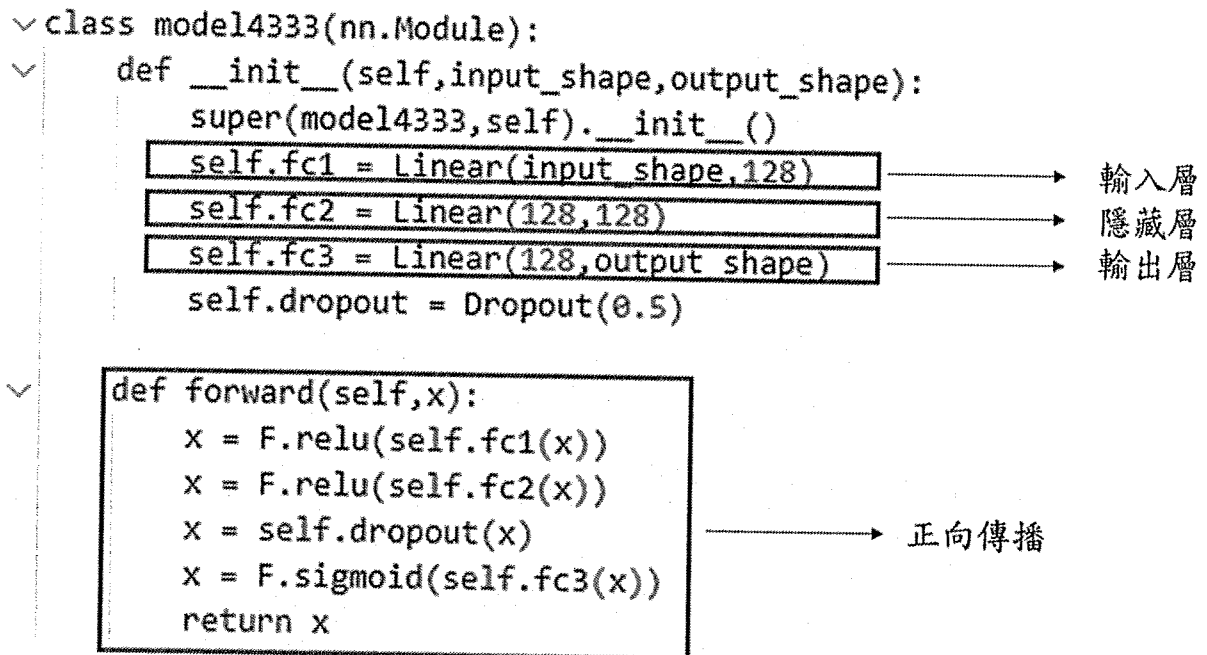 class model4333(nn.Module):
def __init__(self,input_shape,output_shape):
super(model4333,self).__init__()
self.fc1 = Linear(input_shape,128)
輸入層
self.fc2 = Linear(128,128)
隱藏層
self.fc3 = Linear(128,output_shape)
輸出層
self.dropout = Dropout(0.5)
def forward(self,x):
x = F.relu(self.fc1(x))
x = F.relu(self.fc2(x))
x = self.dropout(x)
正向傳播
x = F.sigmoid(self.fc3(x))
return x